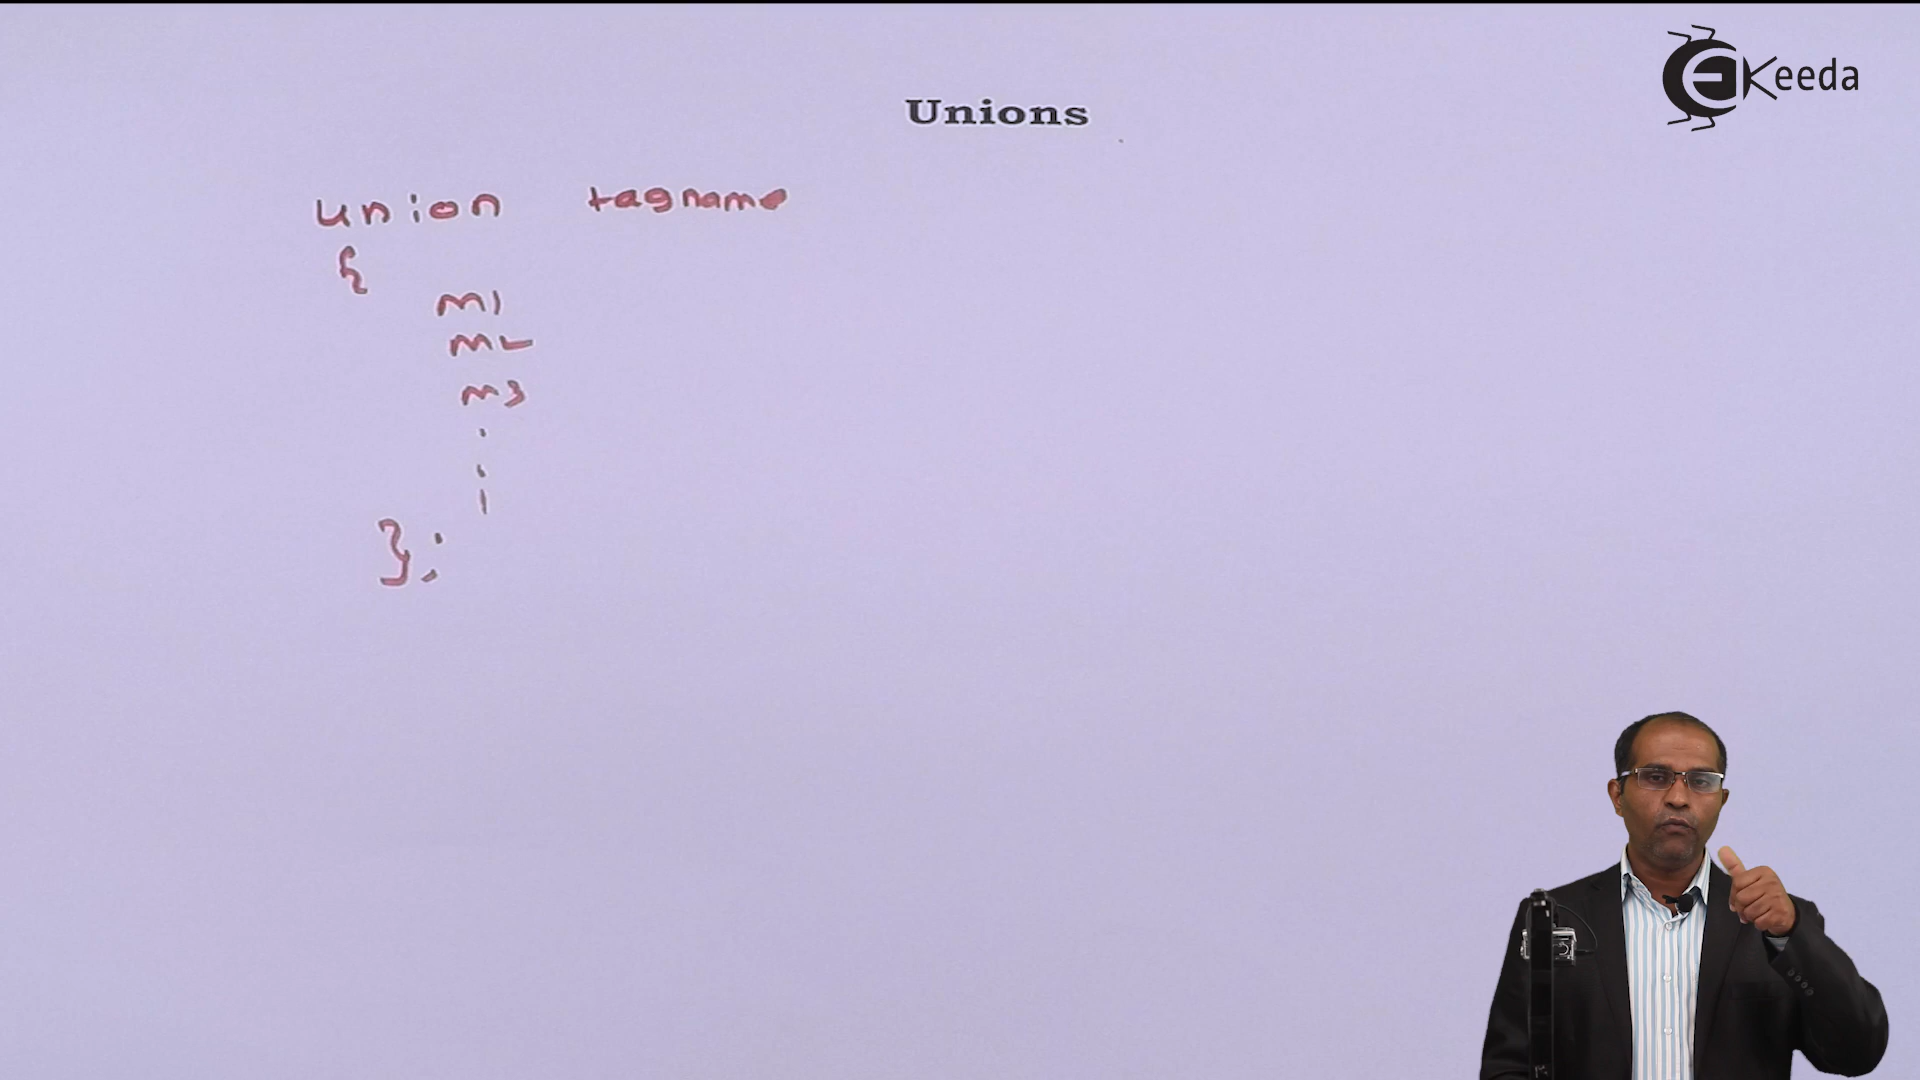 Keeda
Unions
union tagname
{
m1
m2
m3
.
.
|
};